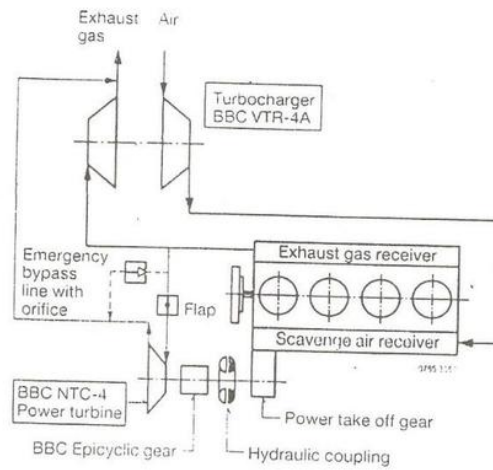 Exhaust
gas
Air
Turbocharger
BBC VTR-4A
Exhaust gas receiver
Emergency
bypass
line with
orifice
Flap
Scavenge air receiver
BBC NTC-4
Power turbine
Power take off gear
BBC Epicyclic gear
Hydraulic coupling